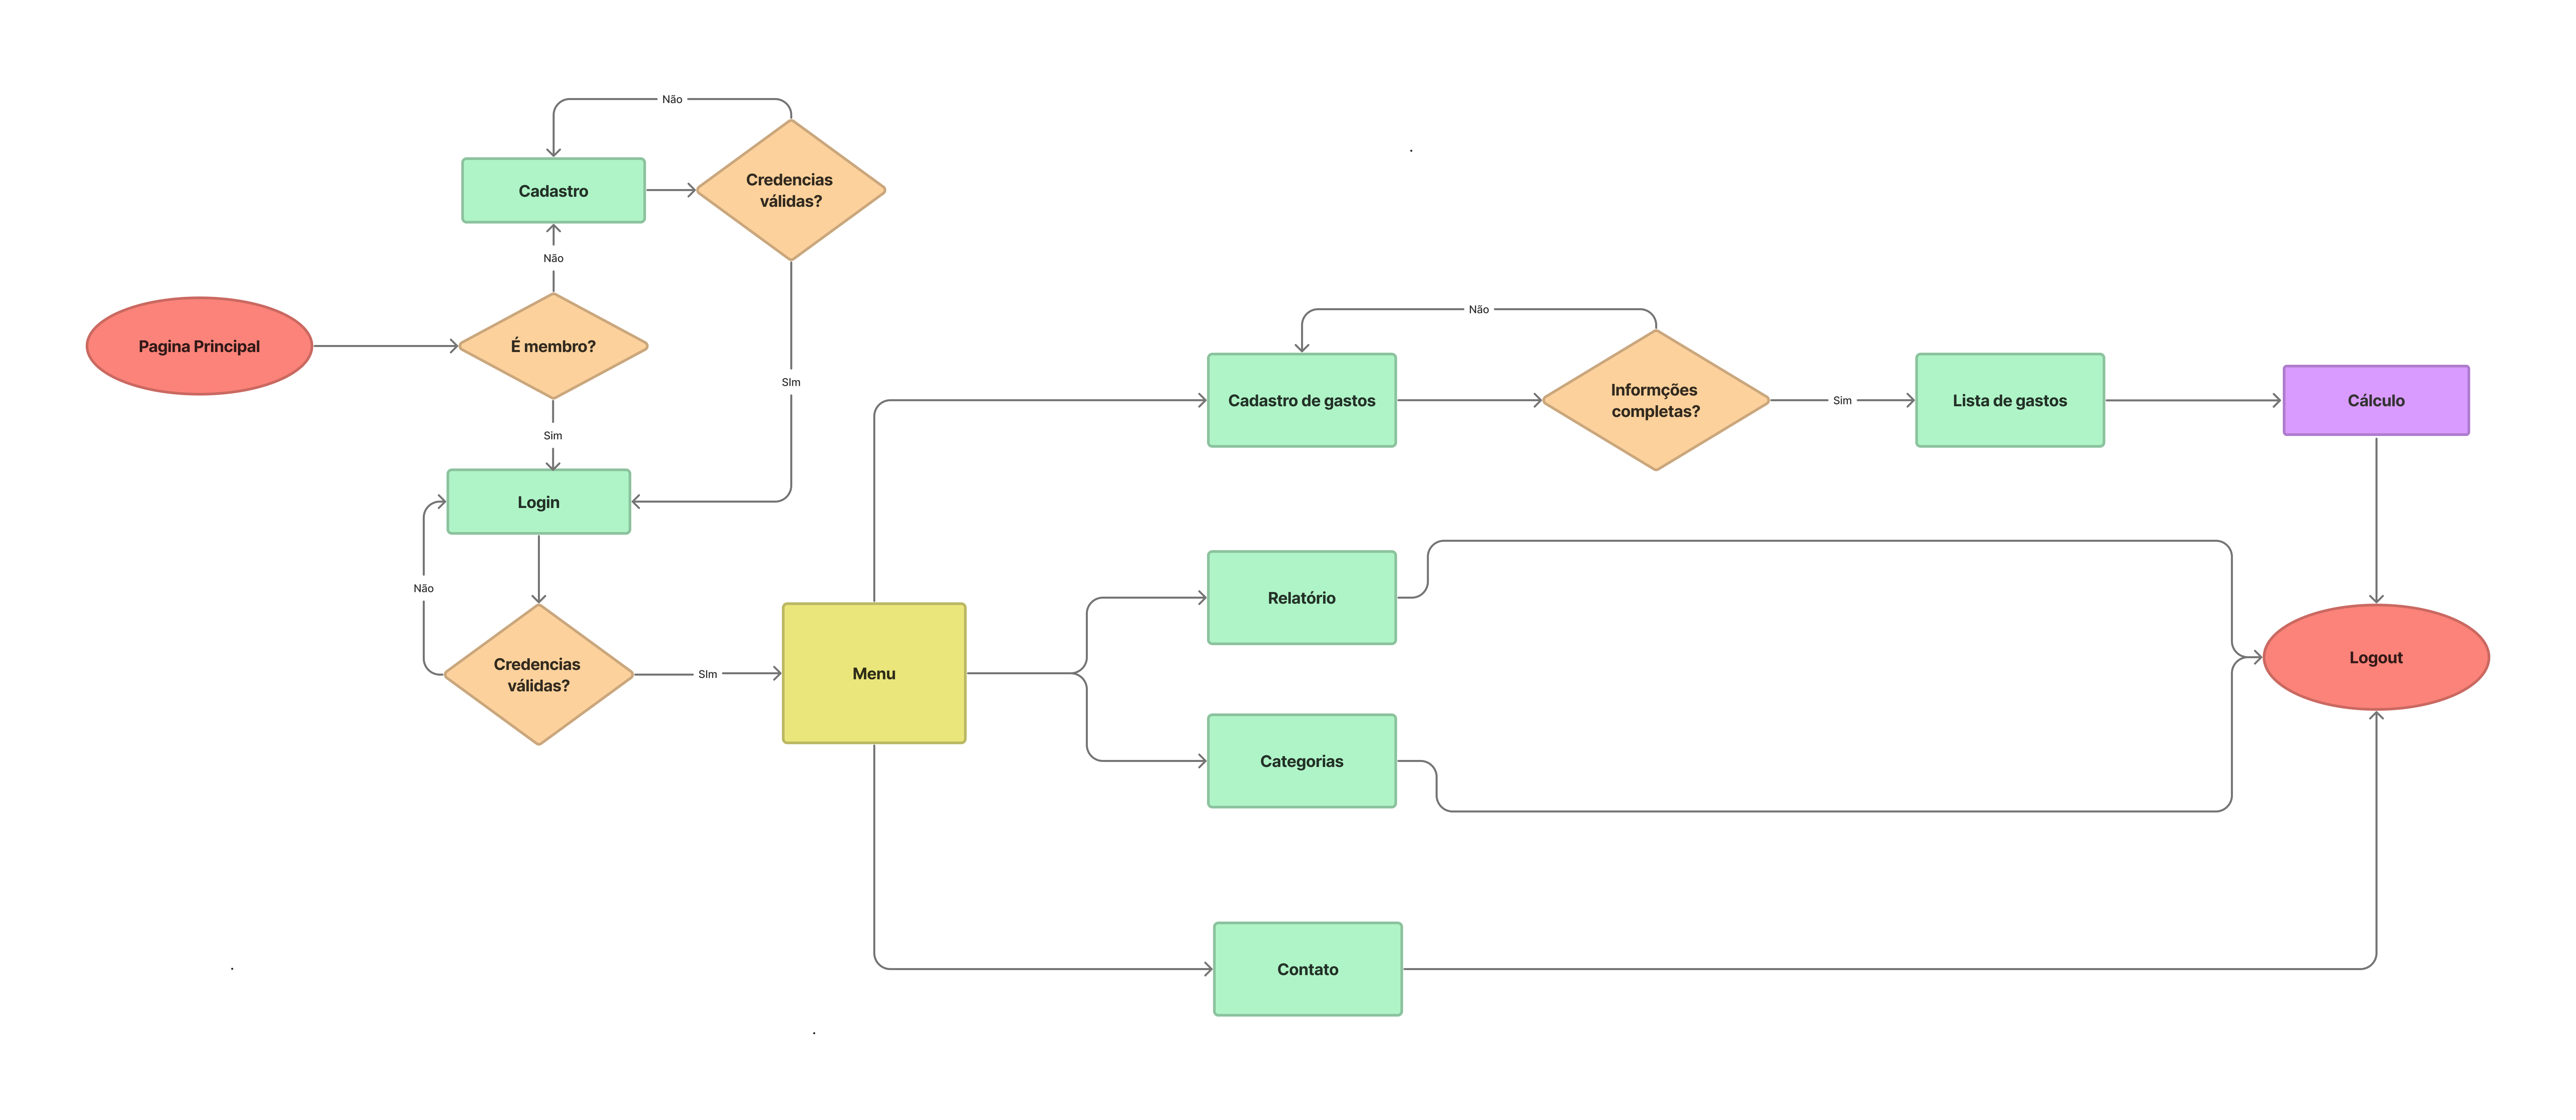 Não
Cadastro
Credencias
válidas?
Não
Pagina Principal
É membro?
SIm
Sim
Login
Não
Credencias
válidas?
SIm
Menu
Não
Cadastro de gastos
Informções
completas?
Sim
Lista de gastos
Cálculo
Relatório
Logout
Categorias
Contato